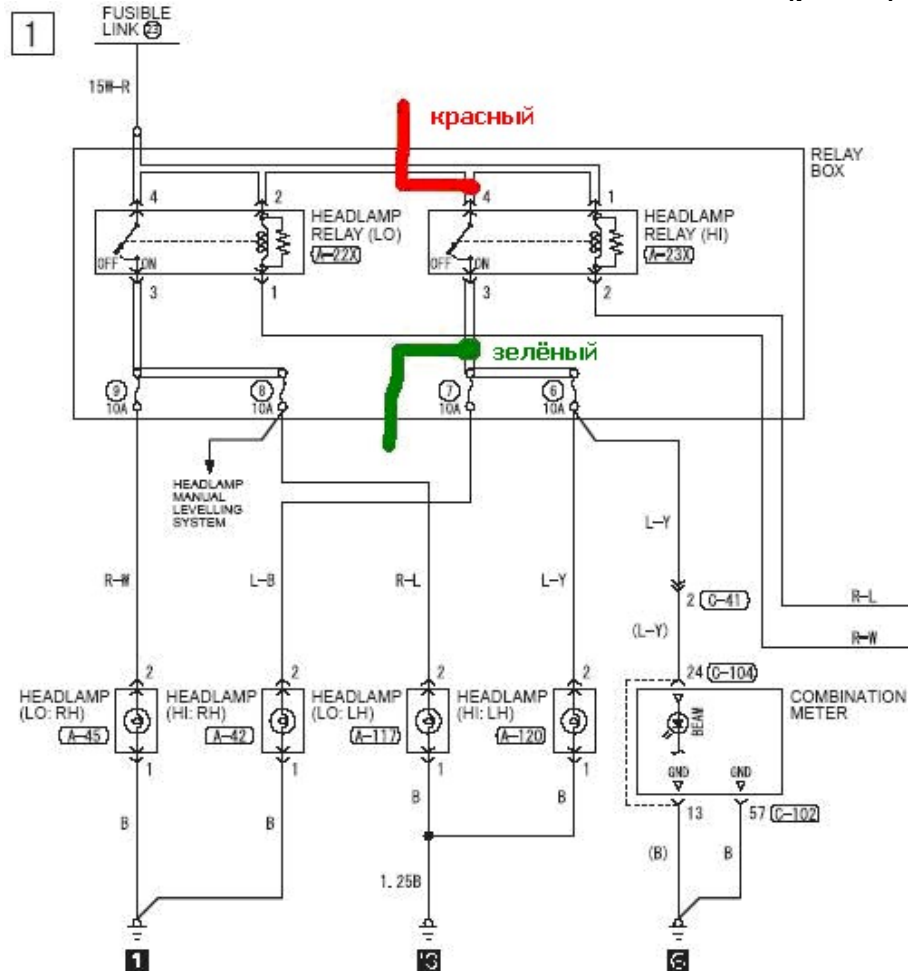 1
FUSIBLE
LINK 23
15W-R
красный
RELAY
BOX
4
2
4
1
HEADLAMP
RELAY (LO)
A-22X
HEADLAMP
RELAY (HI)
A-23X
OFF
ON
OFF
ON
3
1
3
2
зелёный
9
10A
8
10A
7
10A
6
10A
HEADLAMP
MANUAL
LEVELLING
SYSTEM
L-Y
R-W
L-B
R-L
L-Y
2
C-41
R-L
(L-Y)
R-W
2
2
2
2
24
C-104
HEADLAMP
(LO: RH)
A-45
HEADLAMP
(HI: RH)
A-42
HEADLAMP
(LO: LH)
A-117
HEADLAMP
(HI: LH)
A-120
BEAM
COMBINATION
METER
GND
GND
1
1
1
1
B
B
B
B
13
57
C-102
(B)
B
1.25B
1